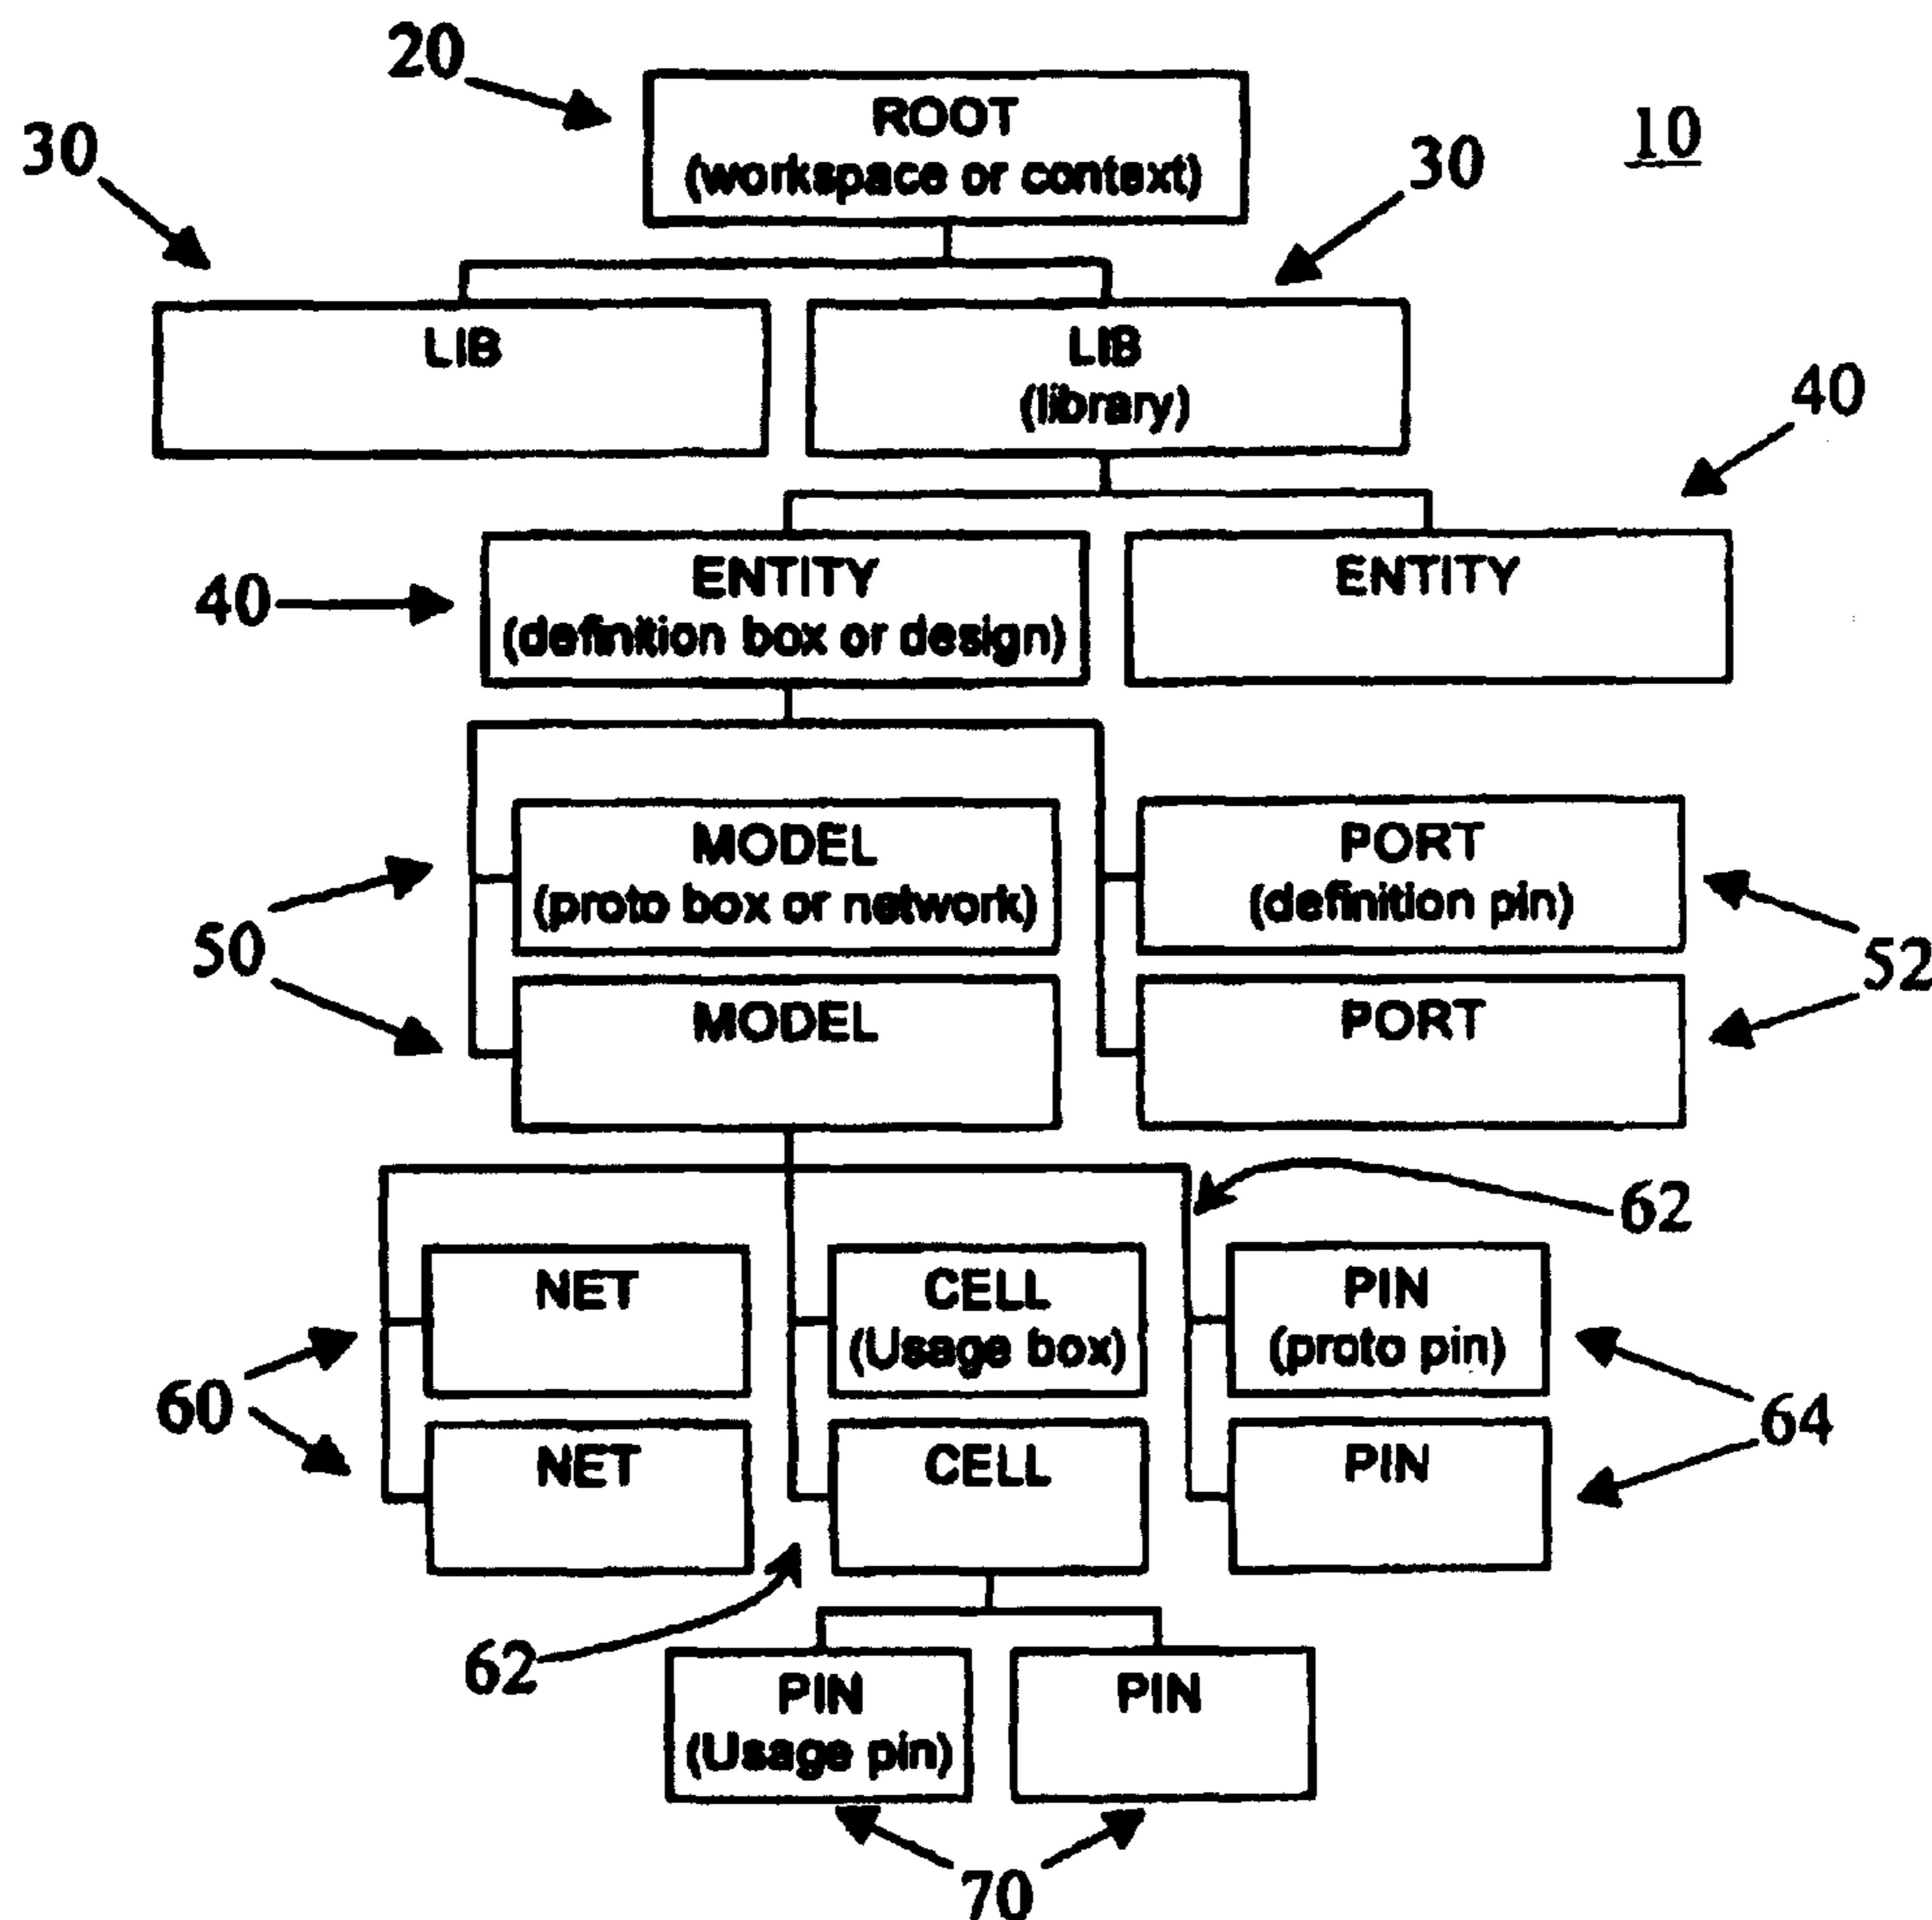 20
ROOT
(workspace or context)
10
30
30
LIB
LIB
(library)
40
40
ENTITY
(definition box or design)
ENTITY
MODEL
(proto box or network)
PORT
(definition pin)
50
52
MODEL
PORT
62
NET
CELL
(Usage box)
PIN
(proto pin)
60
64
NET
CELL
PIN
62
PIN
(Usage pin)
PIN
70